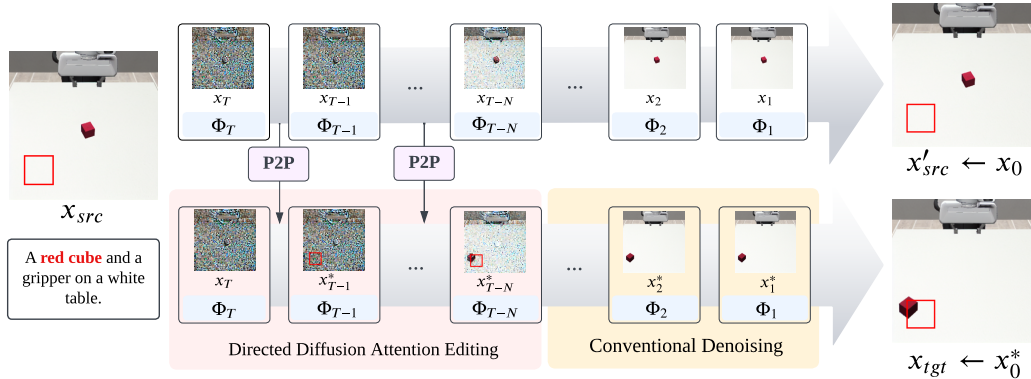 x_T
x_{T-1}
...
x_{T-N}
...
x_2
x_1
Φ_T
Φ_{T-1}
Φ_{T-N}
Φ_2
Φ_1
x'_{src} ← x_0
P2P
P2P
x_{src}
A red cube and a
gripper on a white
table.
x_T
x*_{T-1}
...
x*_{T-N}
...
x*_2
x*_1
Φ_T
Φ_{T-1}
Φ_{T-N}
Φ_2
Φ_1
Directed Diffusion Attention Editing
Conventional Denoising
x_{tgt} ← x*_0